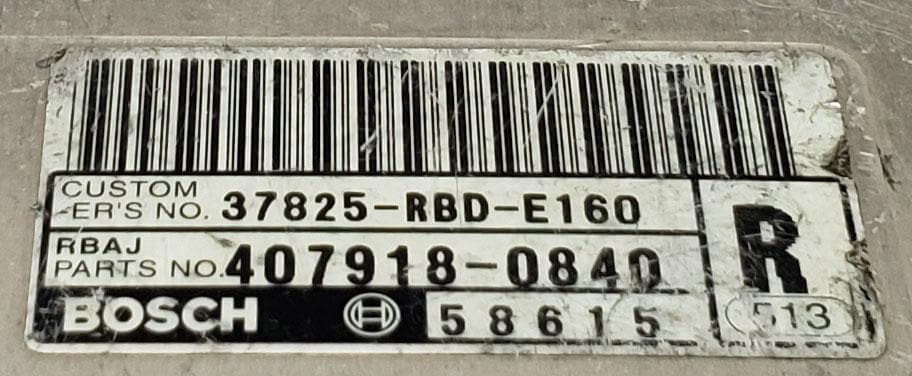 CUSTOM
-ER'S NO. 37825-RBD-E160
RBAJ
PARTS NO. 407918-0840
R
BOSCH 58615
513